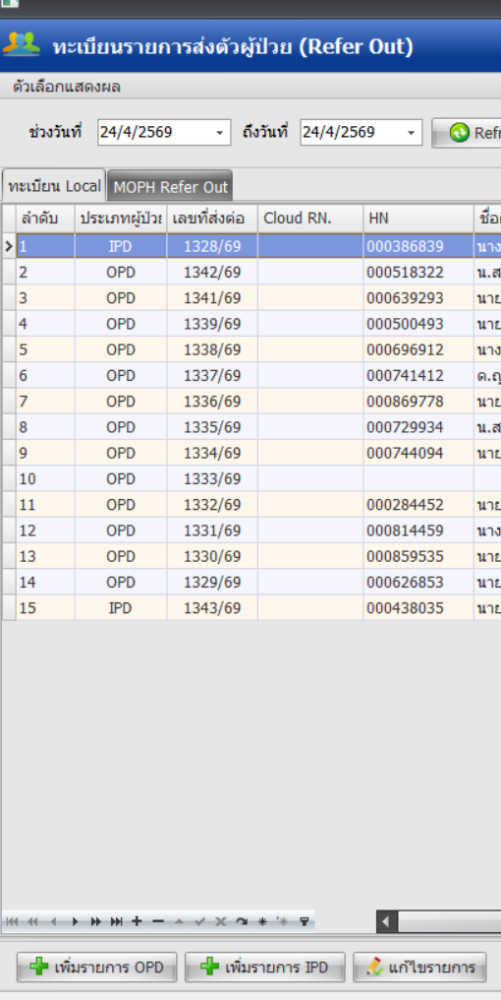 ทะเบียนรายการส่งตัวผู้ป่วย (Refer Out)
ตัวเลือกแสดงผล
ช่วงวันที่ 24/4/2569 ถึงวันที่ 24/4/2569 Refr
ทะเบียน Local MOPH Refer Out
ลำดับ ประเภทผู้ป่วย เลขที่ส่งต่อ Cloud RN. HN
1 IPD 1328/69 000386839 นาง
2 OPD 1342/69 000518322 น.ส
3 OPD 1341/69 000639293 นาย
4 OPD 1339/69 000500493 นาย
5 OPD 1338/69 000696912 นาง
6 OPD 1337/69 000741412 ด.ญ
7 OPD 1336/69 000869778 นาย
8 OPD 1335/69 000729934 น.ส
9 OPD 1334/69 000744094 นาย
10 OPD 1333/69
11 OPD 1332/69 000284452 นาย
12 OPD 1331/69 000814459 นาง
13 OPD 1330/69 000859535 นาย
14 OPD 1329/69 000626853 นาย
15 IPD 1343/69 000438035 นาย
เพิ่มรายการ OPD เพิ่มรายการ IPD แก้ไขรายการ